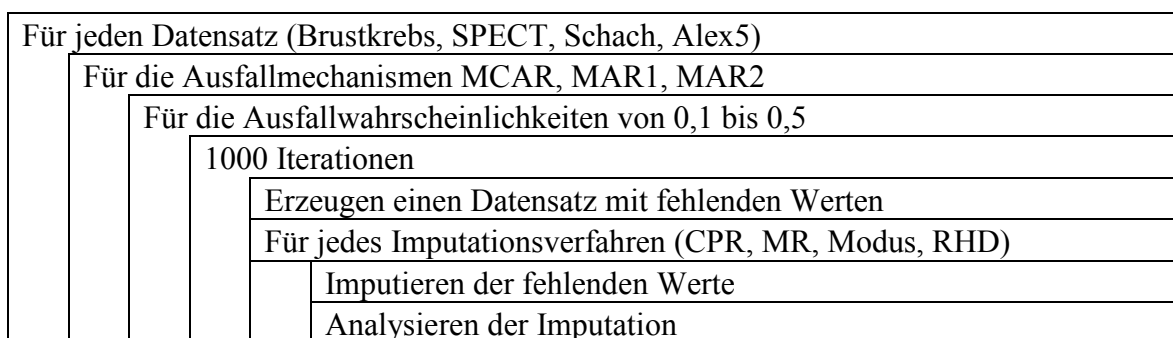 Für jeden Datensatz (Brustkrebs, SPECT, Schach, Alex5)
Für die Ausfallmechanismen MCAR, MAR1, MAR2
Für die Ausfallwahrscheinlichkeiten von 0,1 bis 0,5
1000 Iterationen
Erzeugen einen Datensatz mit fehlenden Werten
Für jedes Imputationsverfahren (CPR, MR, Modus, RHD)
Imputieren der fehlenden Werte
Analysieren der Imputation